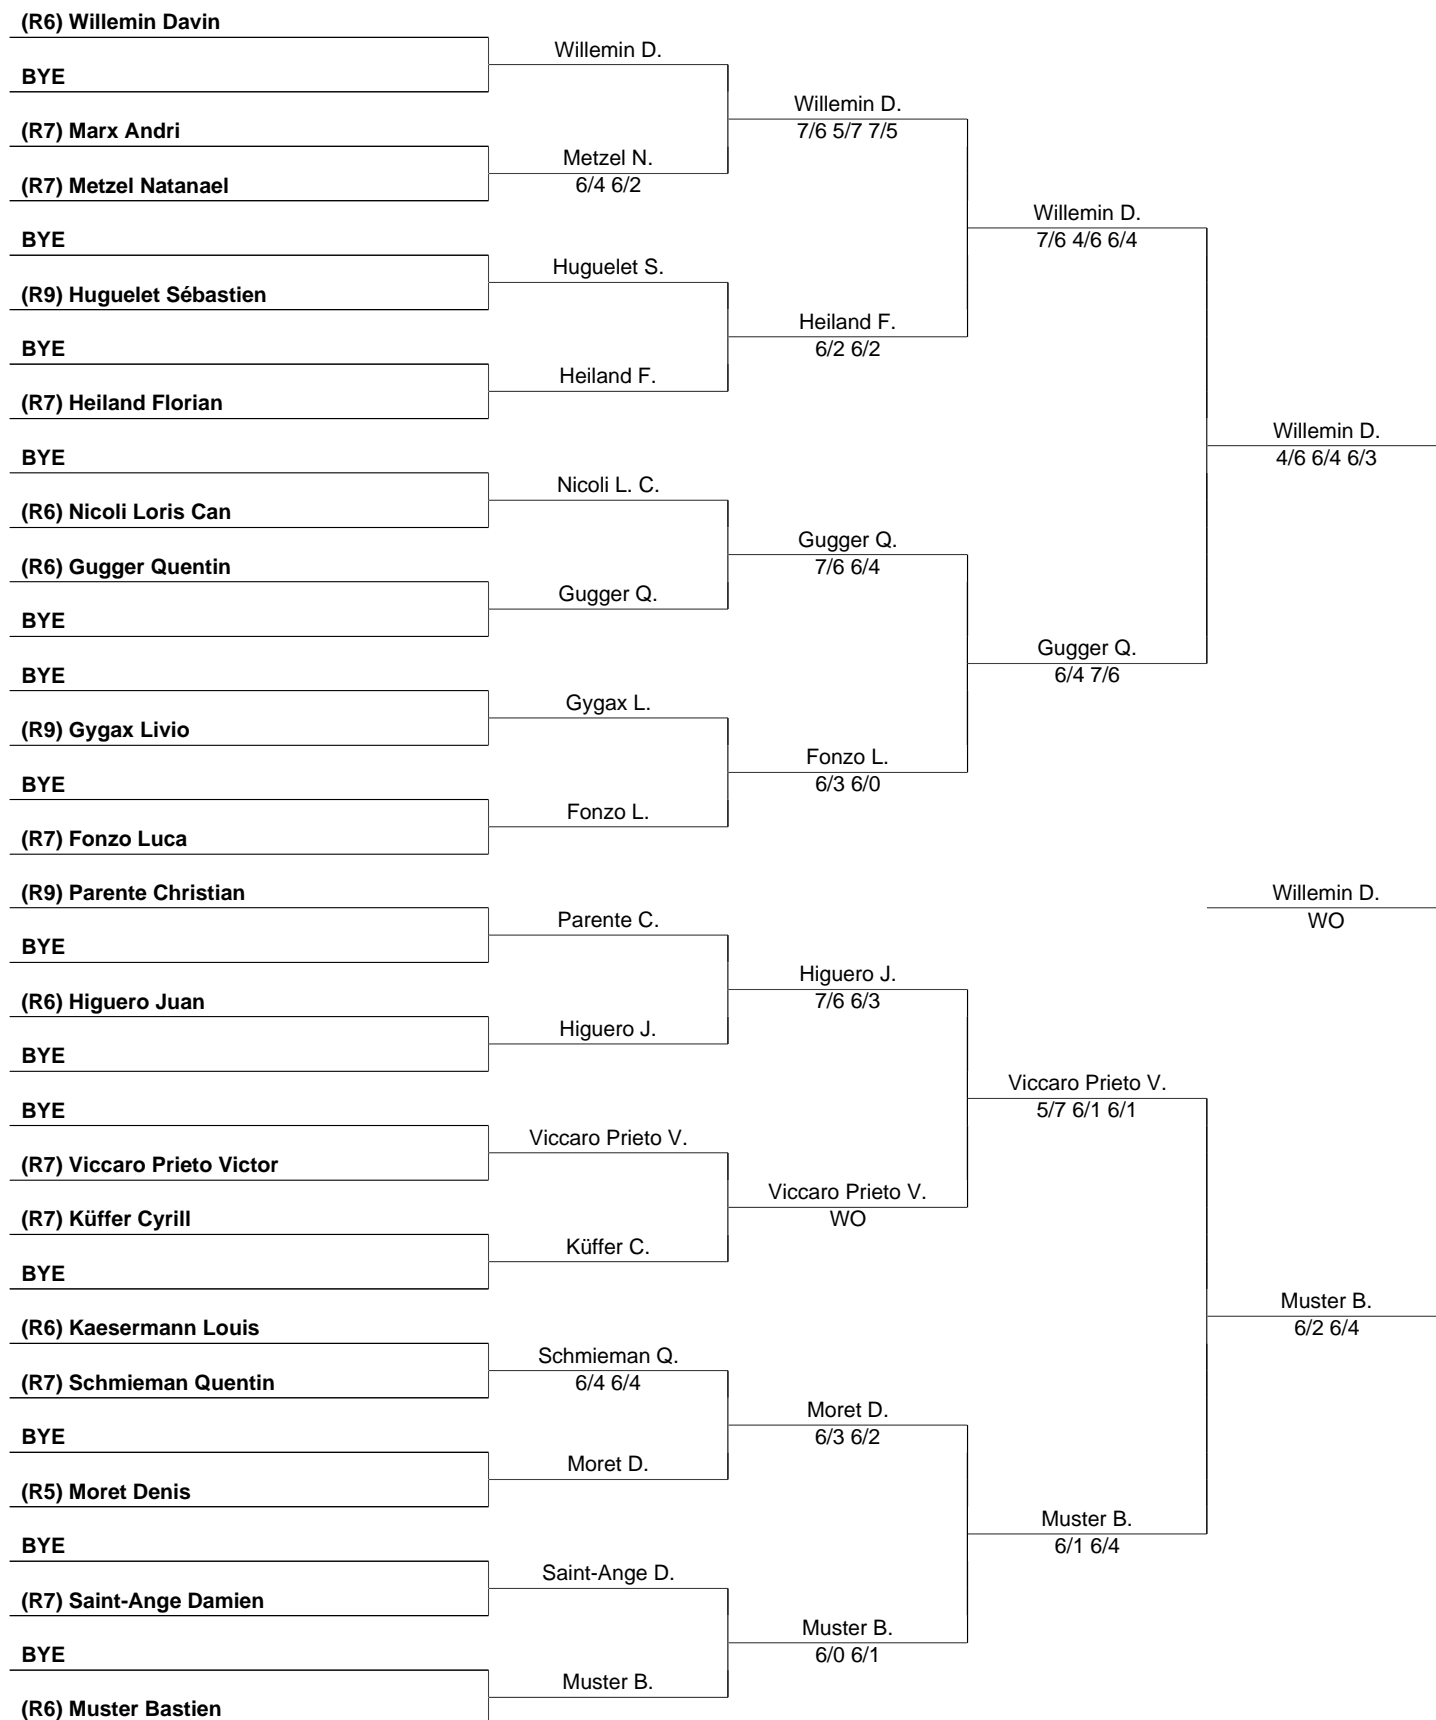 (R6) Willemin Davin
Willemin D.
BYE
Willemin D.
7/6 5/7 7/5
(R7) Marx Andri
Metzel N.
6/4 6/2
(R7) Metzel Natanael
Willemin D.
7/6 4/6 6/4
BYE
Huguelet S.
(R9) Huguelet Sébastien
Heiland F.
6/2 6/2
BYE
Heiland F.
(R7) Heiland Florian
Willemin D.
4/6 6/4 6/3
BYE
Nicoli L. C.
(R6) Nicoli Loris Can
Gugger Q.
7/6 6/4
(R6) Gugger Quentin
Gugger Q.
BYE
Gugger Q.
6/4 7/6
BYE
Gygax L.
(R9) Gygax Livio
Fonzo L.
6/3 6/0
BYE
Fonzo L.
(R7) Fonzo Luca
(R9) Parente Christian
Willemin D.
WO
Parente C.
BYE
Higuero J.
7/6 6/3
(R6) Higuero Juan
Higuero J.
BYE
Viccaro Prieto V.
5/7 6/1 6/1
BYE
Viccaro Prieto V.
(R7) Viccaro Prieto Victor
Viccaro Prieto V.
WO
(R7) Küffer Cyrill
Küffer C.
BYE
Muster B.
6/2 6/4
(R6) Kaesermann Louis
Schmieman Q.
6/4 6/4
(R7) Schmieman Quentin
Moret D.
6/3 6/2
BYE
Moret D.
(R5) Moret Denis
Muster B.
6/1 6/4
BYE
Saint-Ange D.
(R7) Saint-Ange Damien
Muster B.
6/0 6/1
BYE
Muster B.
(R6) Muster Bastien